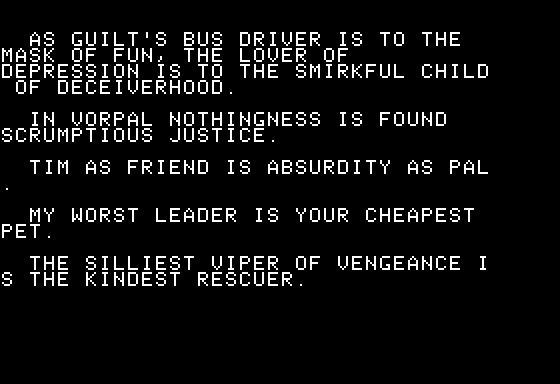 AS GUILT'S BUS DRIVER IS TO THE
MASK OF FUN, THE LOVER OF
DEPRESSION IS TO THE SMIRKFUL CHILD
OF DECEIVERHOOD.
IN VORPAL NOTHINGNESS IS FOUND
SCRUMPTIOUS JUSTICE.
TIM AS FRIEND IS ABSURDITY AS PAL
.
MY WORST LEADER IS YOUR CHEAPEST
PET.
THE SILLIEST VIPER OF VENGEANCE I
S THE KINDEST RESCUER.